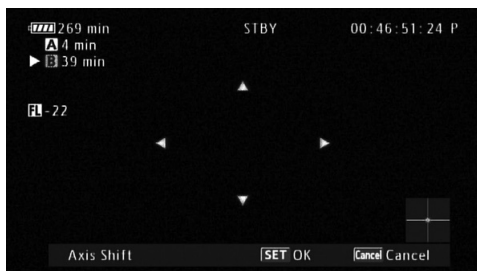 269 min STBY 00:46:51:24 P
A 4 min
B 39 min
FL -22
Axis Shift SET OK Cancel Cancel